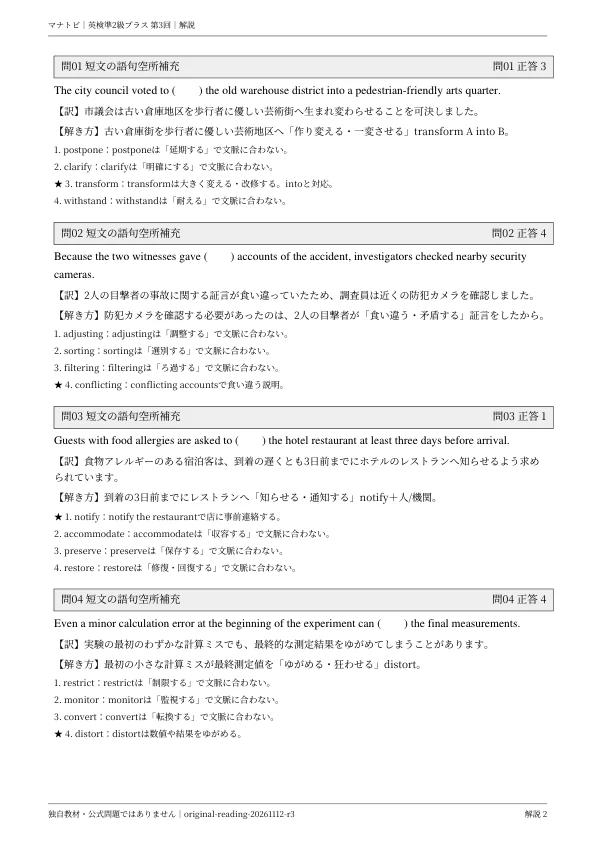 マナトビ｜英検準2級プラス 第3回｜解説
問01 短文の語句空所補充 問01 正答 3
The city council voted to (　　) the old warehouse district into a pedestrian-friendly arts quarter.
【訳】市議会は古い倉庫地区を歩行者に優しい芸術街へ生まれ変わらせることを可決しました。
【解き方】古い倉庫街を歩行者に優しい芸術地区へ「作り変える・一変させる」transform A into B。
1. postpone：postponeは「延期する」で文脈に合わない。
2. clarify：clarifyは「明確にする」で文脈に合わない。
★ 3. transform：transformは大きく変える・改修する。intoと対応。
4. withstand：withstandは「耐える」で文脈に合わない。
問02 短文の語句空所補充 問02 正答 4
Because the two witnesses gave (　　) accounts of the accident, investigators checked nearby security
cameras.
【訳】2人の目撃者の事故に関する証言が食い違っていたため、調査員は近くの防犯カメラを確認しました。
【解き方】防犯カメラを確認する必要があったのは、2人の目撃者が「食い違う・矛盾する」証言をしたから。
1. adjusting：adjustingは「調整する」で文脈に合わない。
2. sorting：sortingは「選別する」で文脈に合わない。
3. filtering：filteringは「ろ過する」で文脈に合わない。
★ 4. conflicting：conflicting accountsで食い違う説明。
問03 短文の語句空所補充 問03 正答 1
Guests with food allergies are asked to (　　) the hotel restaurant at least three days before arrival.
【訳】食物アレルギーのある宿泊客は、到着の遅くとも3日前までにホテルのレストランへ知らせるよう求め
られています。
【解き方】到着の3日前までにレストランへ「知らせる・通知する」notify＋人/機関。
★ 1. notify：notify the restaurantで店に事前連絡する。
2. accommodate：accommodateは「収容する」で文脈に合わない。
3. preserve：preserveは「保存する」で文脈に合わない。
4. restore：restoreは「修復・回復する」で文脈に合わない。
問04 短文の語句空所補充 問04 正答 4
Even a minor calculation error at the beginning of the experiment can (　　) the final measurements.
【訳】実験の最初のわずかな計算ミスでも、最終的な測定結果をゆがめてしまうことがあります。
【解き方】最初の小さな計算ミスが最終測定値を「ゆがめる・狂わせる」distort。
1. restrict：restrictは「制限する」で文脈に合わない。
2. monitor：monitorは「監視する」で文脈に合わない。
3. convert：convertは「転換する」で文脈に合わない。
★ 4. distort：distortは数値や結果をゆがめる。
独自教材・公式問題ではありません｜original-reading-20261112-r3 解説 2